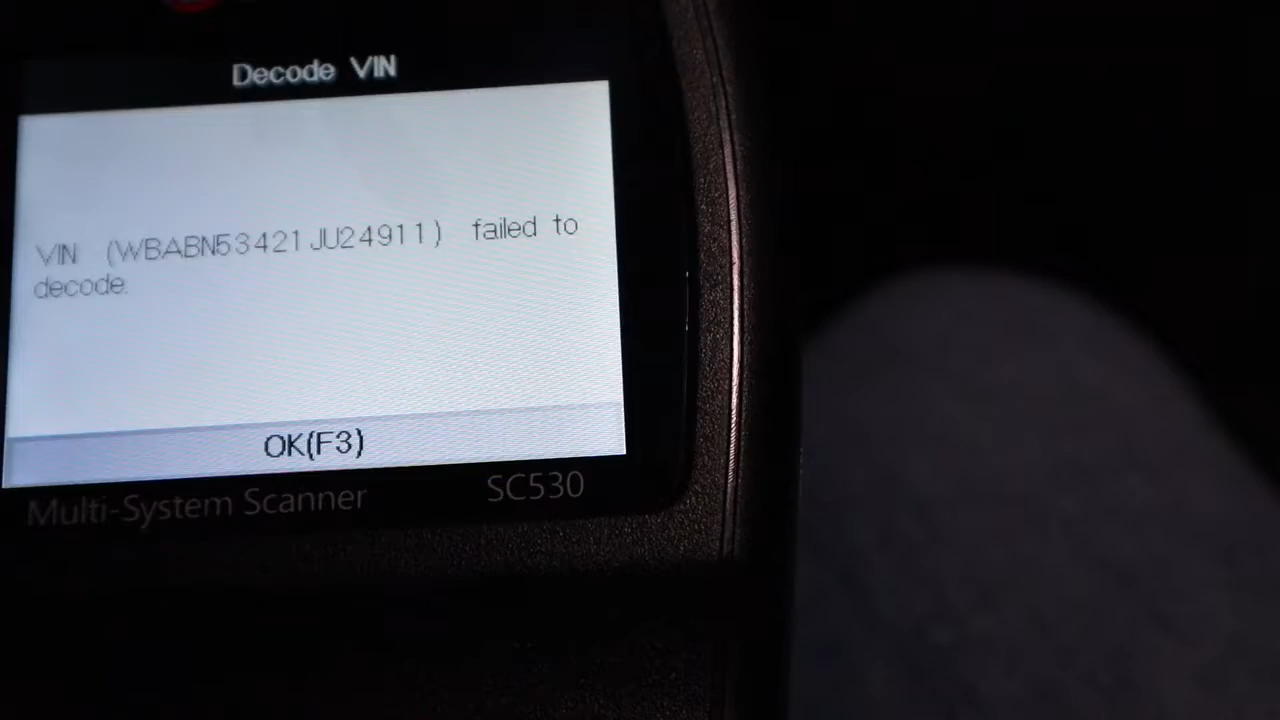 Decode VIN
VIN (WBABN53421JU24911) failed to
decode.
OK(F3)
Multi-System Scanner SC530